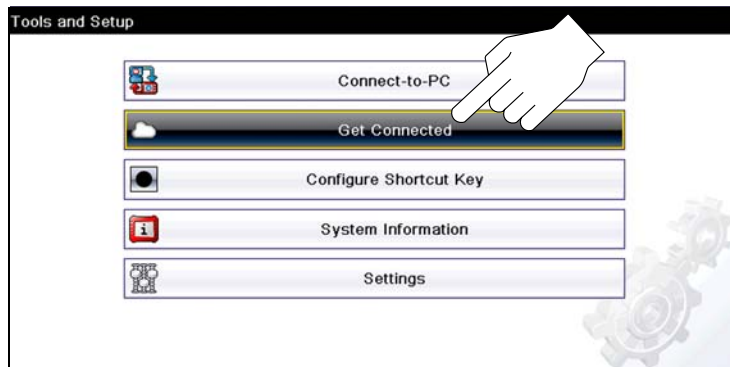 Tools and Setup
Connect-to-PC
Get Connected
Configure Shortcut Key
System Information
Settings